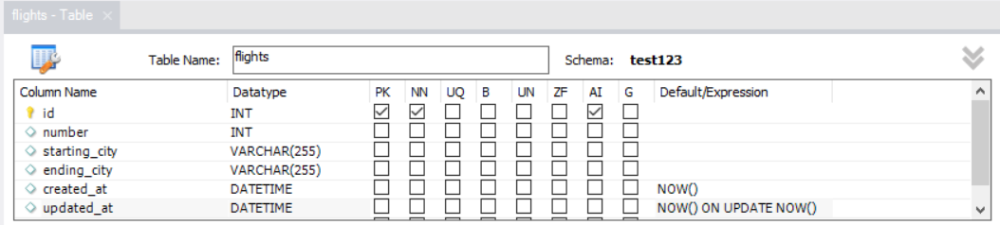 flights - Table ×
Table Name: flights Schema: test123
Column Name Datatype PK NN UQ B UN ZF AI G Default/Expression
id INT
number INT
starting_city VARCHAR(255)
ending_city VARCHAR(255)
created_at DATETIME NOW()
updated_at DATETIME NOW() ON UPDATE NOW()